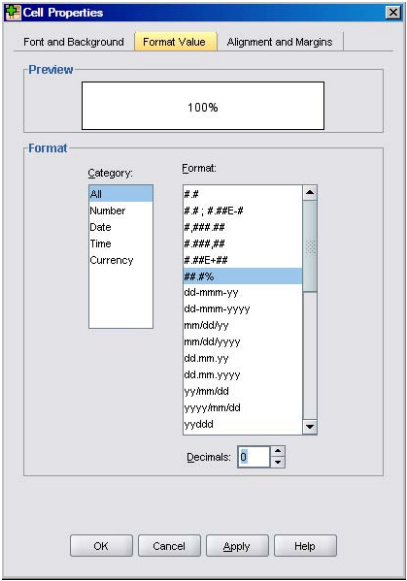 Cell Properties
Font and Background Format Value Alignment and Margins
Preview
100%
Format
Category: Format:
All
Number
Date
Time
Currency
#.#
#.# ; #.##E-#
#,###.##
#.###,##
#.##E+##
##.#%
dd-mmm-yy
dd-mmm-yyyy
mm/dd/yy
mm/dd/yyyy
dd.mm.yy
dd.mm.yyyy
yy/mm/dd
yyyy/mm/dd
yyddd
Decimals: 0
OK Cancel Apply Help